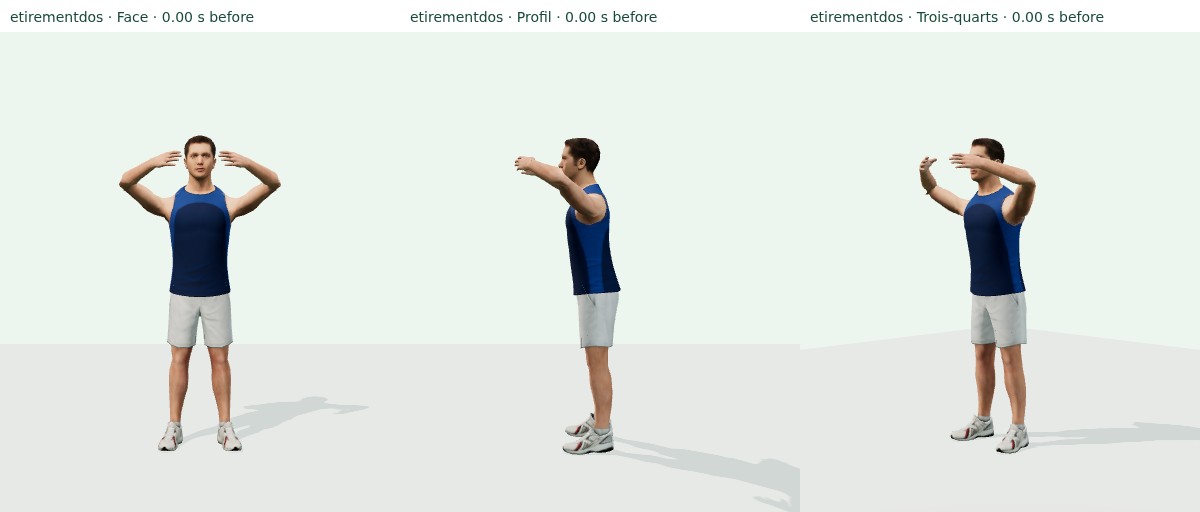 etirementdos · Face · 0.00 s before
etirementdos · Profil · 0.00 s before
etirementdos · Trois-quarts · 0.00 s before